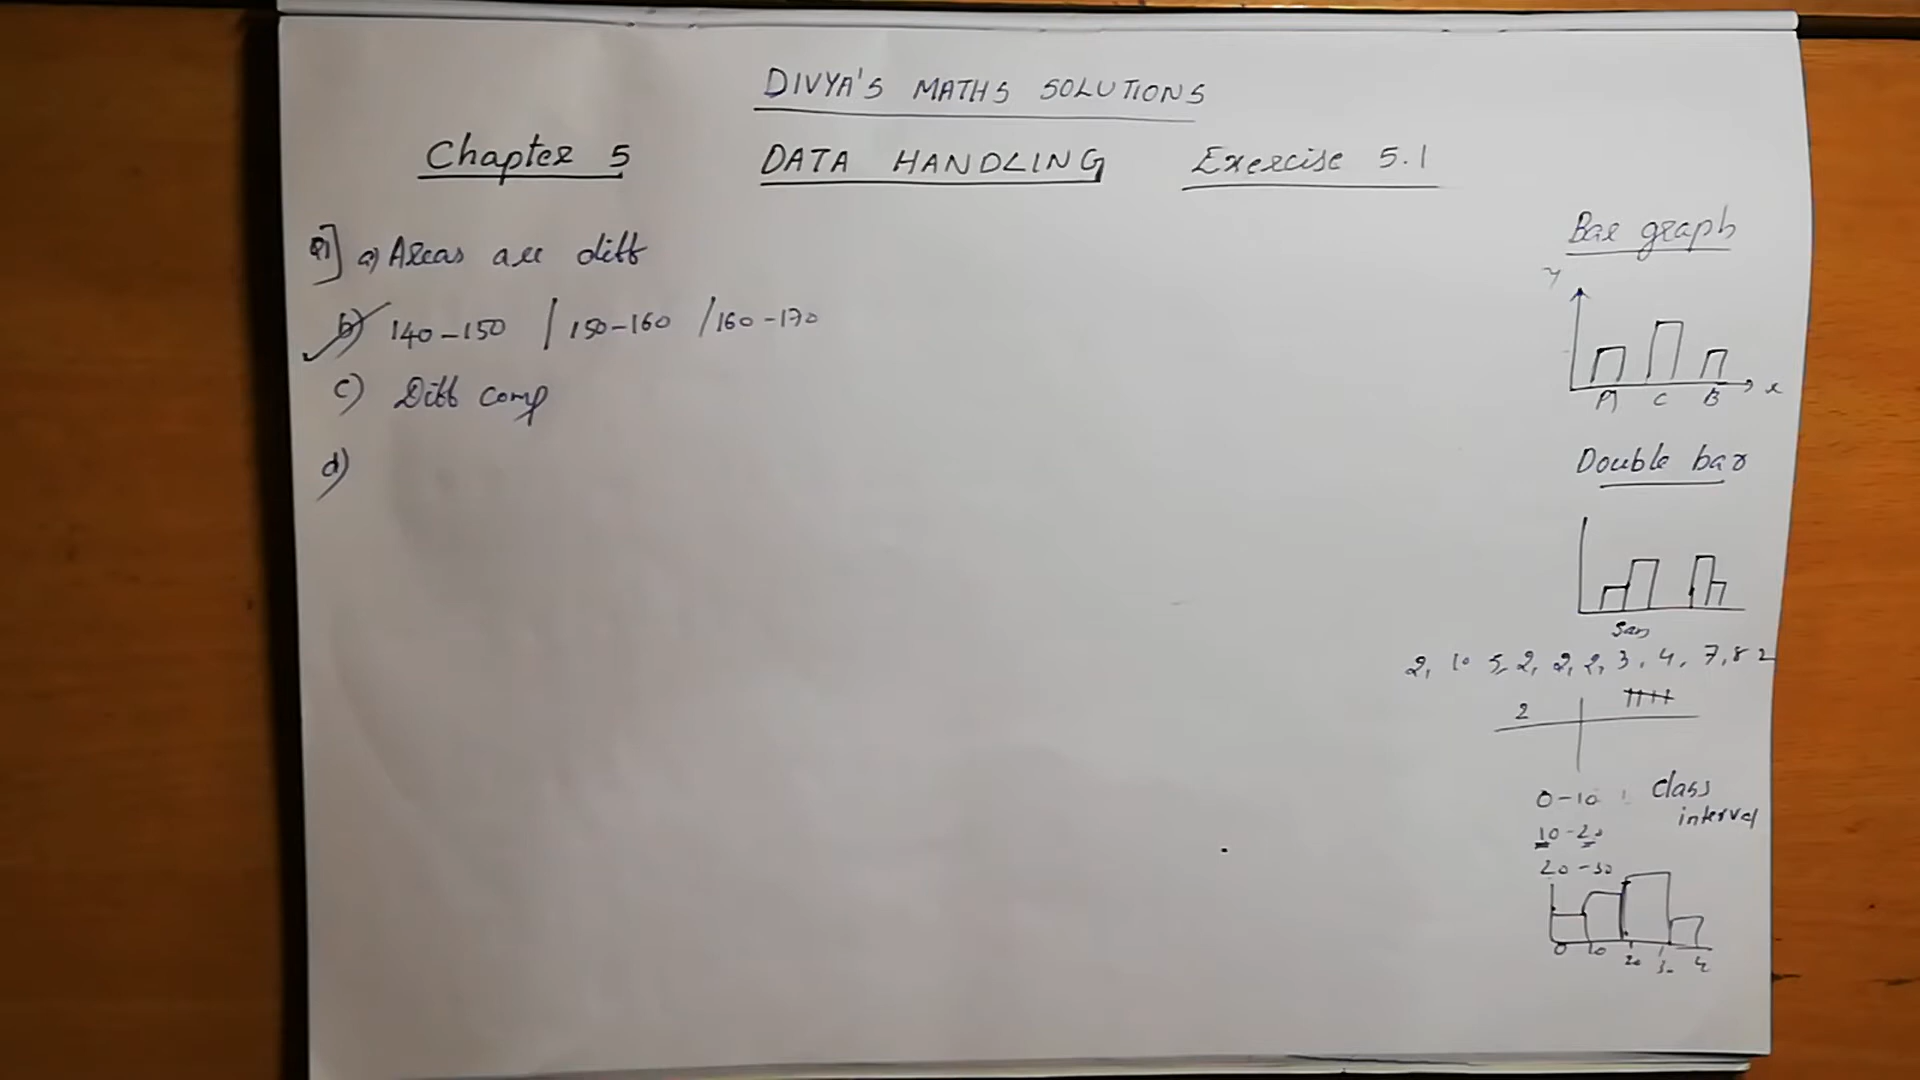 DIVYA'S MATHS SOLUTIONS
Chapter 5 DATA HANDLING Exercise 5.1
Q1] a) Areas are diff
b) 140-150 / 150-160 / 160-170
c) Diff comp
d)
Bar graph
y
M C B x
Double bar
San
2, 10 5, 2, 2, 2, 3, 4, 7, 8 2
2
0-10 Class
interval
10-20
20-30
0 10 20 30 4